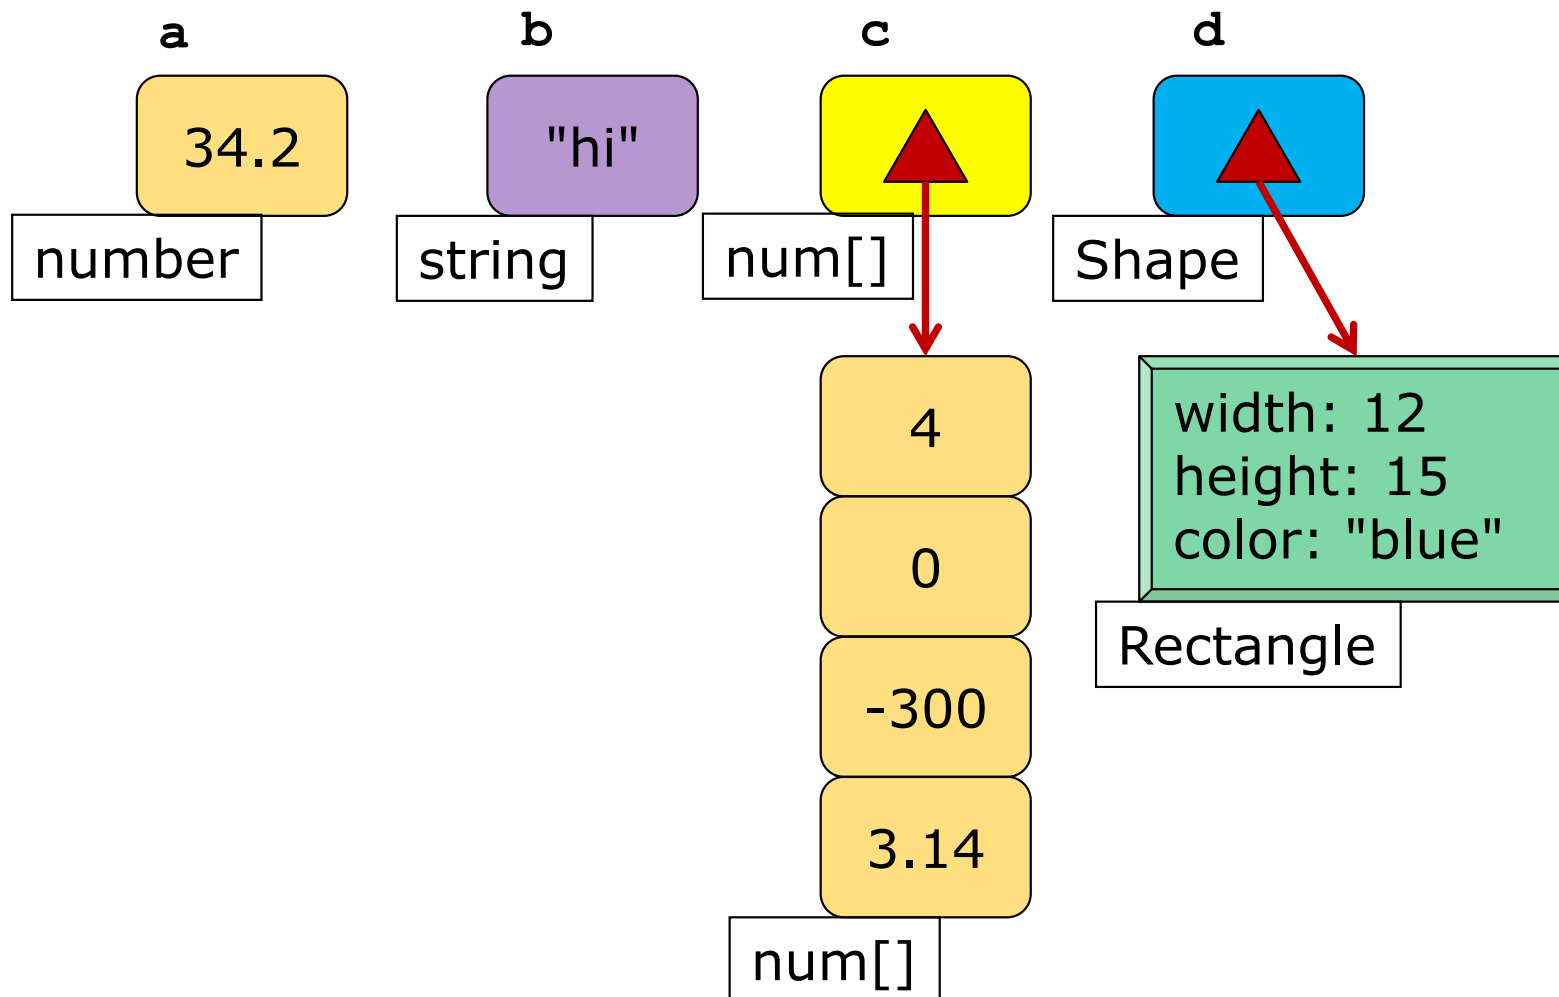 a b c d
34.2 "hi"
number string num[] Shape
4
0
-300
3.14
num[]
width: 12
height: 15
color: "blue"
Rectangle